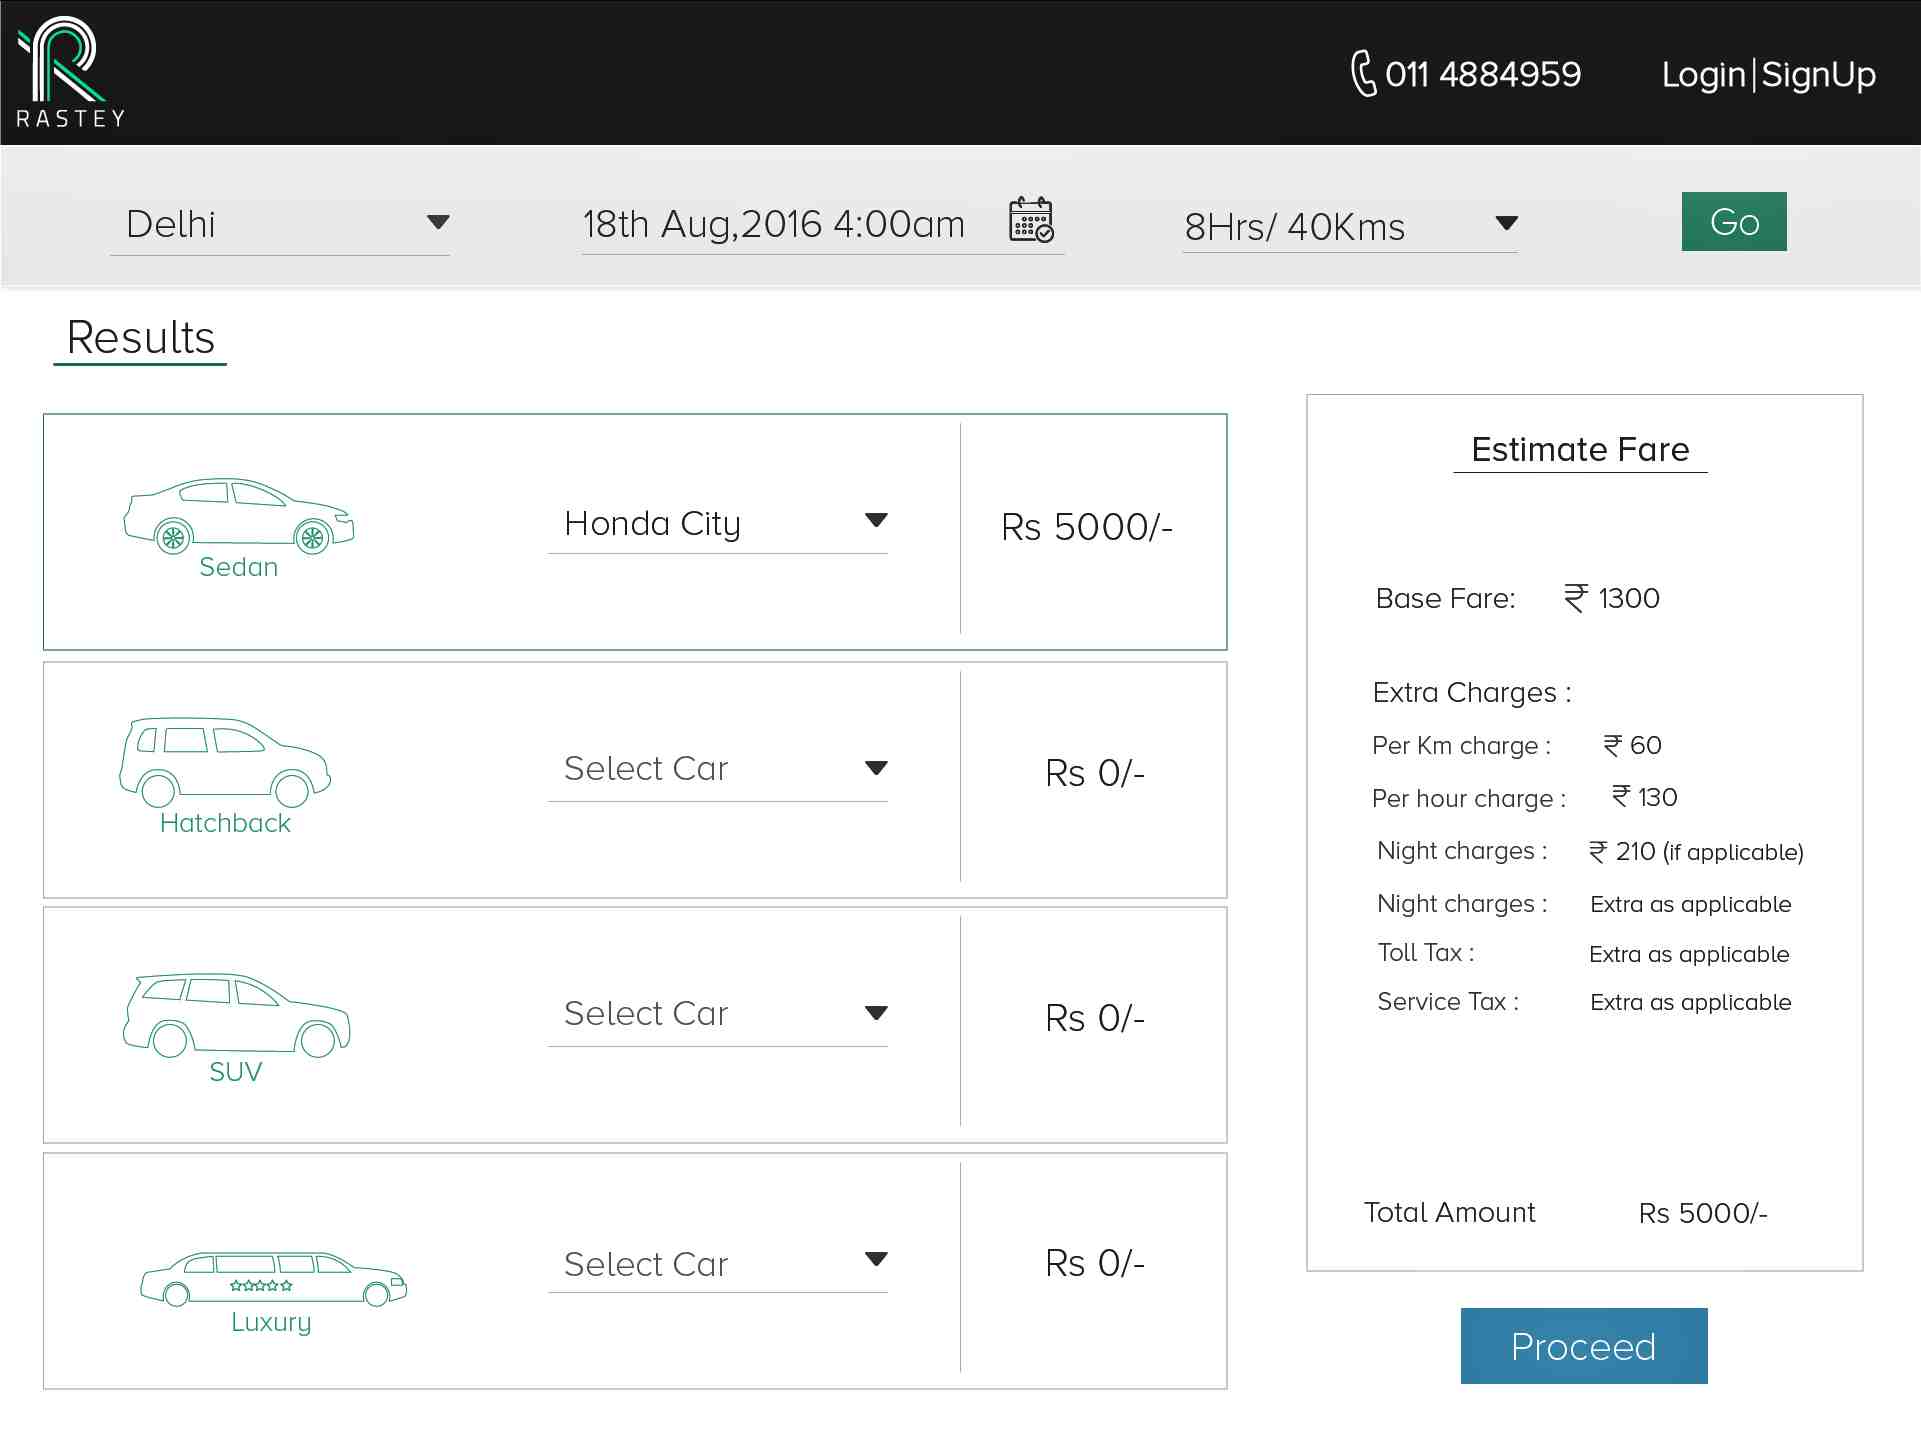 RASTEY
011 4884959
Login|SignUp
Delhi
18th Aug,2016 4:00am
8Hrs/ 40Kms
Go
Results
Honda City
Rs 5000/-
Sedan
Select Car
Rs 0/-
Hatchback
Select Car
Rs 0/-
SUV
Select Car
Rs 0/-
Luxury
Estimate Fare
Base Fare: ₹ 1300
Extra Charges :
Per Km charge : ₹ 60
Per hour charge : ₹ 130
Night charges : ₹ 210 (if applicable)
Night charges : Extra as applicable
Toll Tax : Extra as applicable
Service Tax : Extra as applicable
Total Amount Rs 5000/-
Proceed